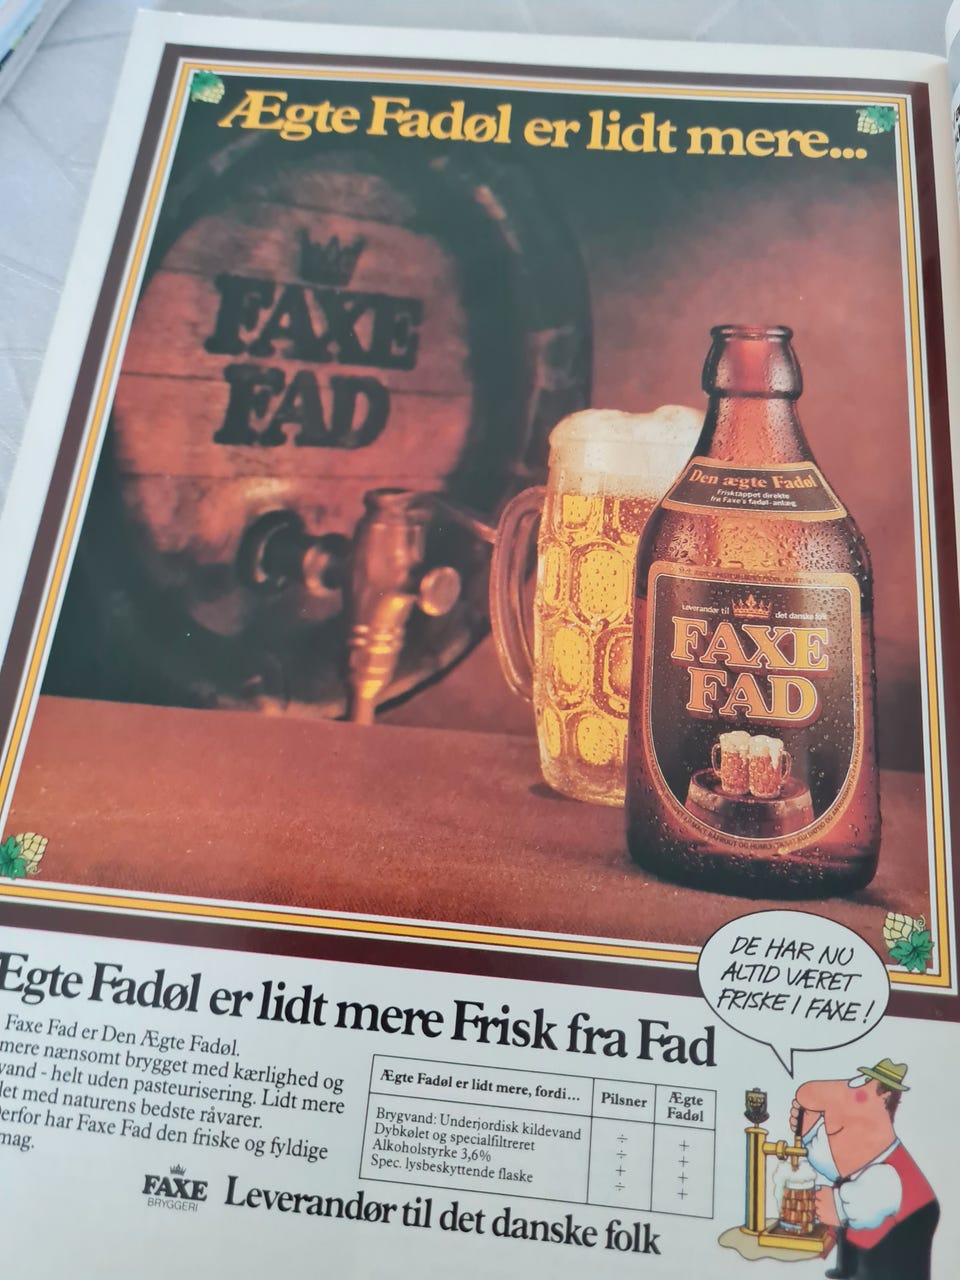 Ægte Fadøl er lidt mere...
FAXE
FAD
Den ægte Fadøl
Frisktappet direkte
fra Faxe's fadøl-anlæg.
Leverandør til det danske folk
FAXE
FAD
DE HAR NU
ALTID VÆRET
FRISKE I FAXE!
Ægte Fadøl er lidt mere Frisk fra Fad
Faxe Fad er Den Ægte Fadøl.
mere nænsomt brygget med kærlighed og
vand - helt uden pasteurisering. Lidt mere
let med naturens bedste råvarer.
erfor har Faxe Fad den friske og fyldige
mag.
Ægte Fadøl er lidt mere, fordi... Pilsner Ægte
Fadøl
Brygvand: Underjordisk kildevand ÷ +
Dybkølet og specialfiltreret ÷ +
Alkoholstyrke 3,6% + +
Spec. lysbeskyttende flaske ÷ +
FAXE
BRYGGERI
Leverandør til det danske folk